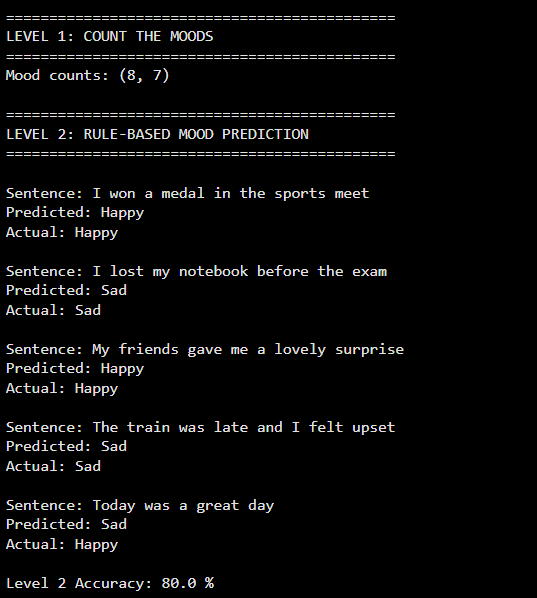 =============================================
LEVEL 1: COUNT THE MOODS
=============================================
Mood counts: (8, 7)
=============================================
LEVEL 2: RULE-BASED MOOD PREDICTION
=============================================
Sentence: I won a medal in the sports meet
Predicted: Happy
Actual: Happy
Sentence: I lost my notebook before the exam
Predicted: Sad
Actual: Sad
Sentence: My friends gave me a lovely surprise
Predicted: Happy
Actual: Happy
Sentence: The train was late and I felt upset
Predicted: Sad
Actual: Sad
Sentence: Today was a great day
Predicted: Sad
Actual: Happy
Level 2 Accuracy: 80.0 %